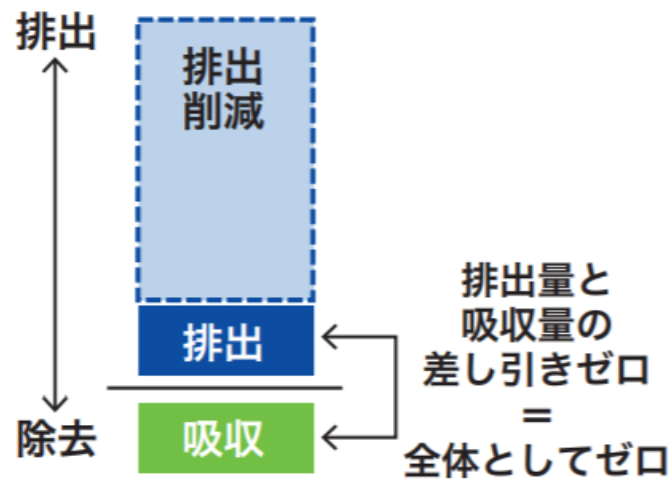 排出
排出
削減
排出
吸収
除去
排出量と
吸収量の
差し引きゼロ
＝
全体としてゼロ